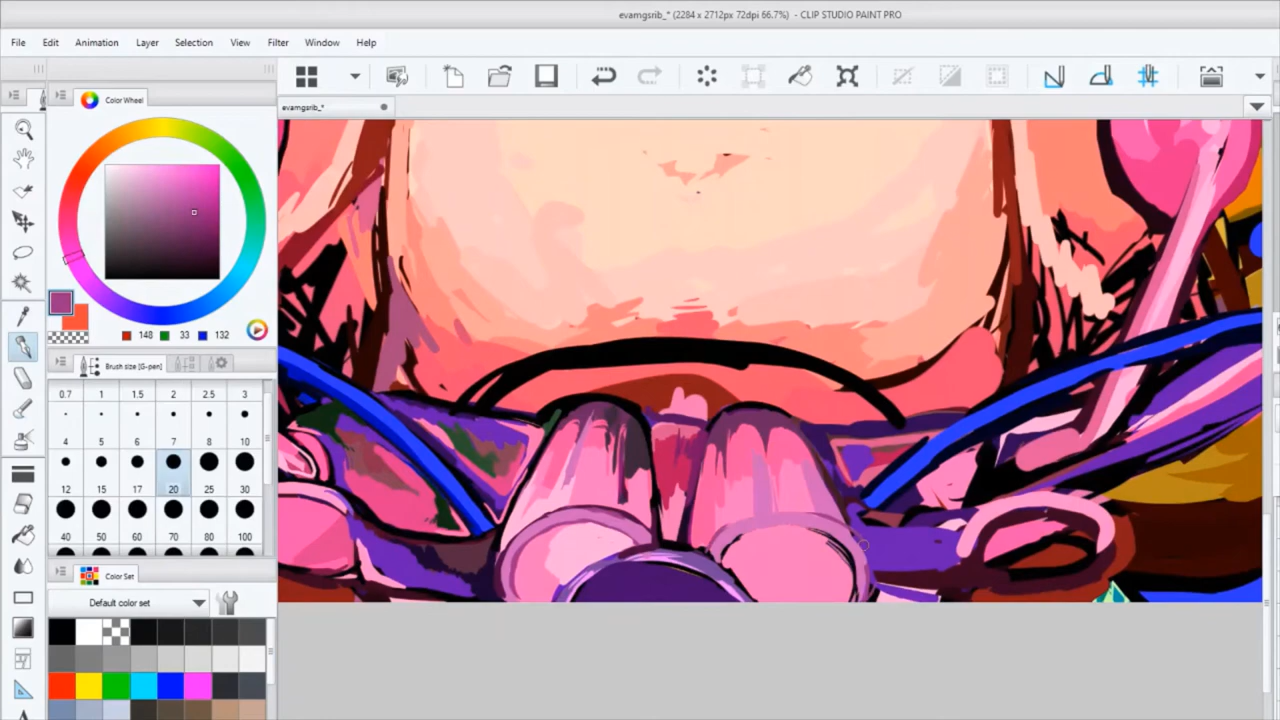 evamgsrib_* (2284 x 2712px 72dpi 66.7%) - CLIP STUDIO PAINT PRO
File Edit Animation Layer Selection View Filter Window Help
Color Wheel
evamgsrib_*
148 33 132
Brush size [G-pen]
0.7 1 1.5 2 2.5 3
4 5 6 7 8 10
12 15 17 20 25 30
40 50 60 70 80 100
Color Set
Default color set